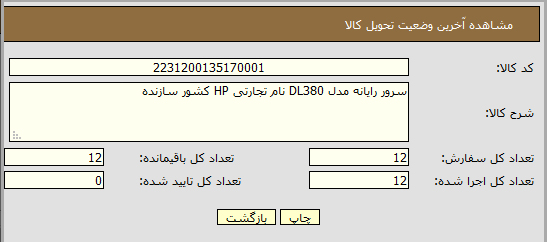 مشاهده آخرین وضعیت تحویل کالا
کد کالا: 2231200135170001
شرح کالا: سرور رایانه مدل DL380 نام تجارتی HP کشور سازنده
تعداد کل سفارش: 12 تعداد کل باقیمانده: 12
تعداد کل اجرا شده: 12 تعداد کل تایید شده: 0
چاپ بازگشت